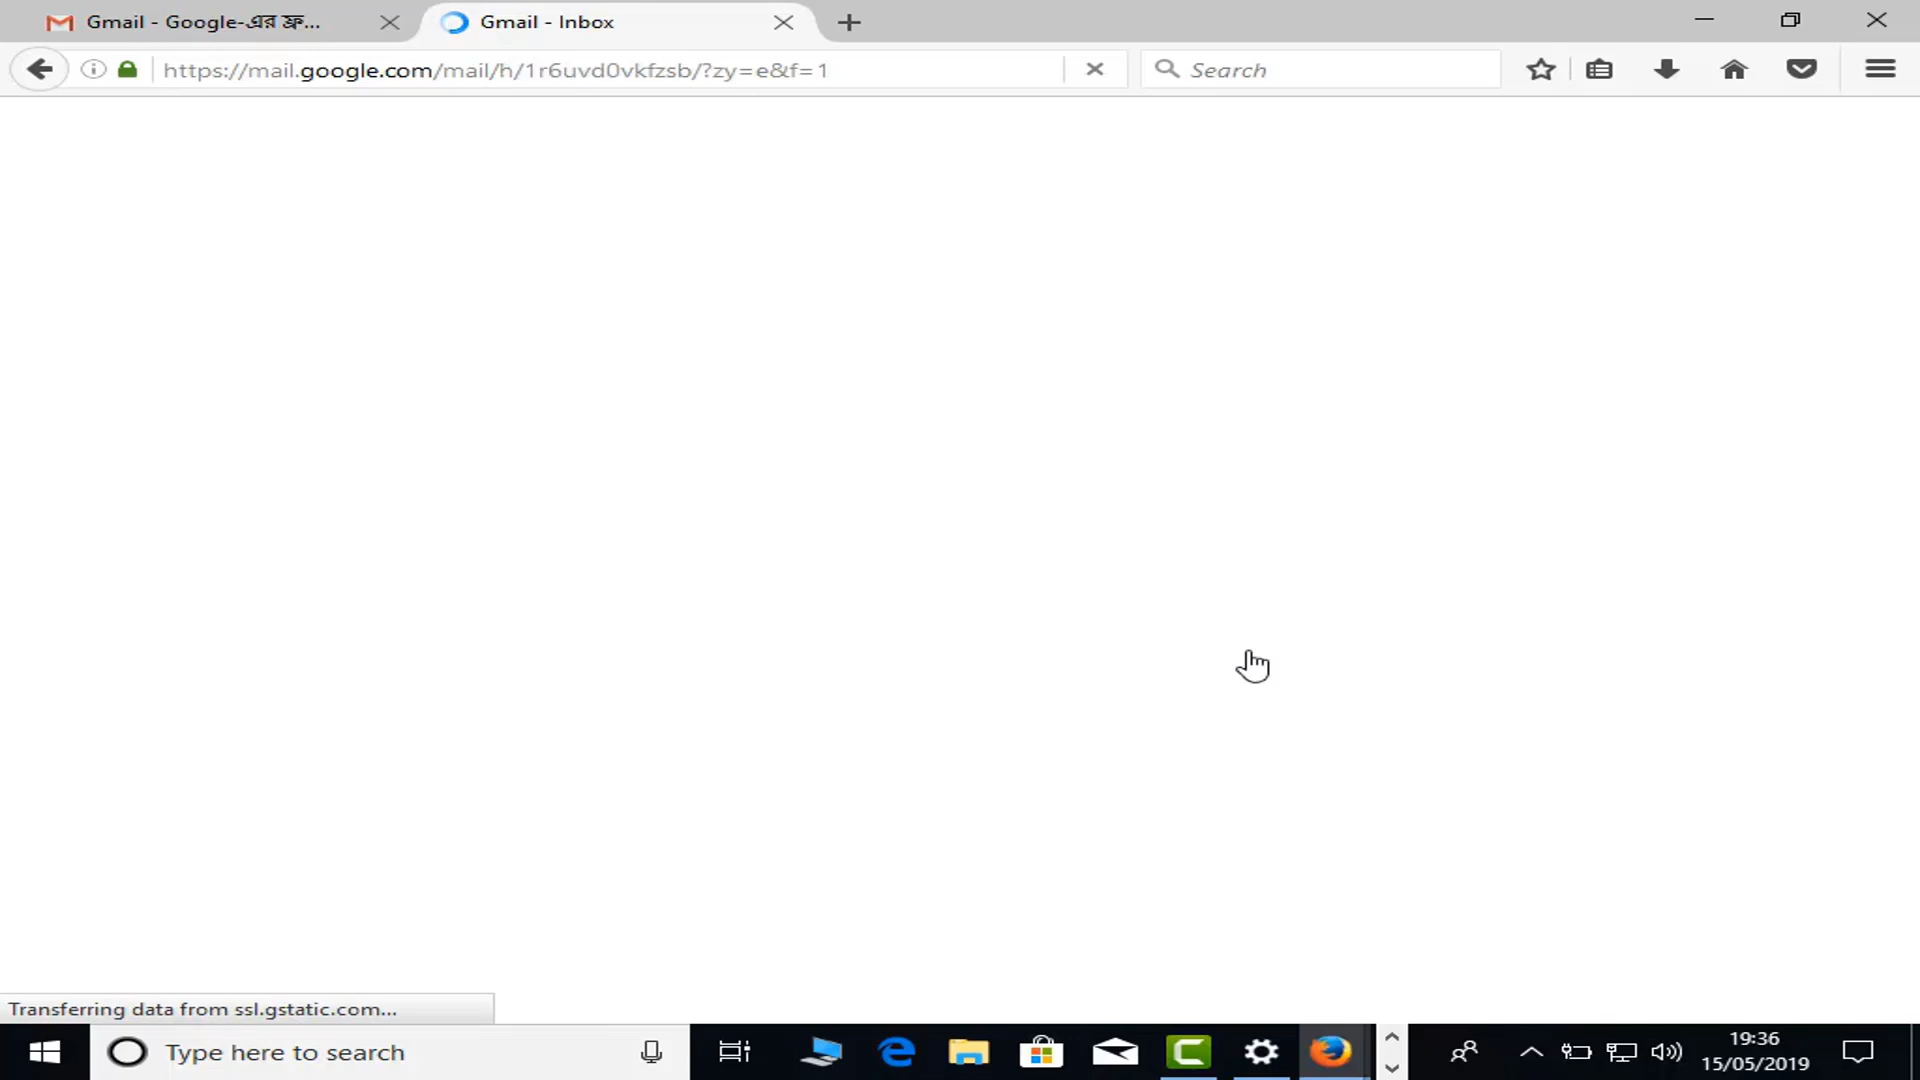 Gmail - Google-এর ফ্র...
Gmail - Inbox
https://mail.google.com/mail/h/1r6uvd0vkfzsb/?zy=e&f=1
Search
Transferring data from ssl.gstatic.com...
Type here to search
19:36
15/05/2019